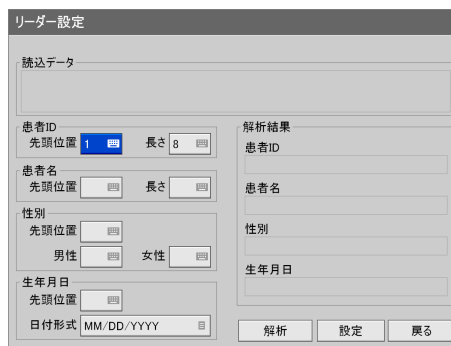 リーダー設定
読込データ
患者ID
先頭位置 1 長さ 8
患者名
先頭位置 長さ
性別
先頭位置
男性 女性
生年月日
先頭位置
日付形式 MM/DD/YYYY
解析結果
患者ID
患者名
性別
生年月日
解析 設定 戻る